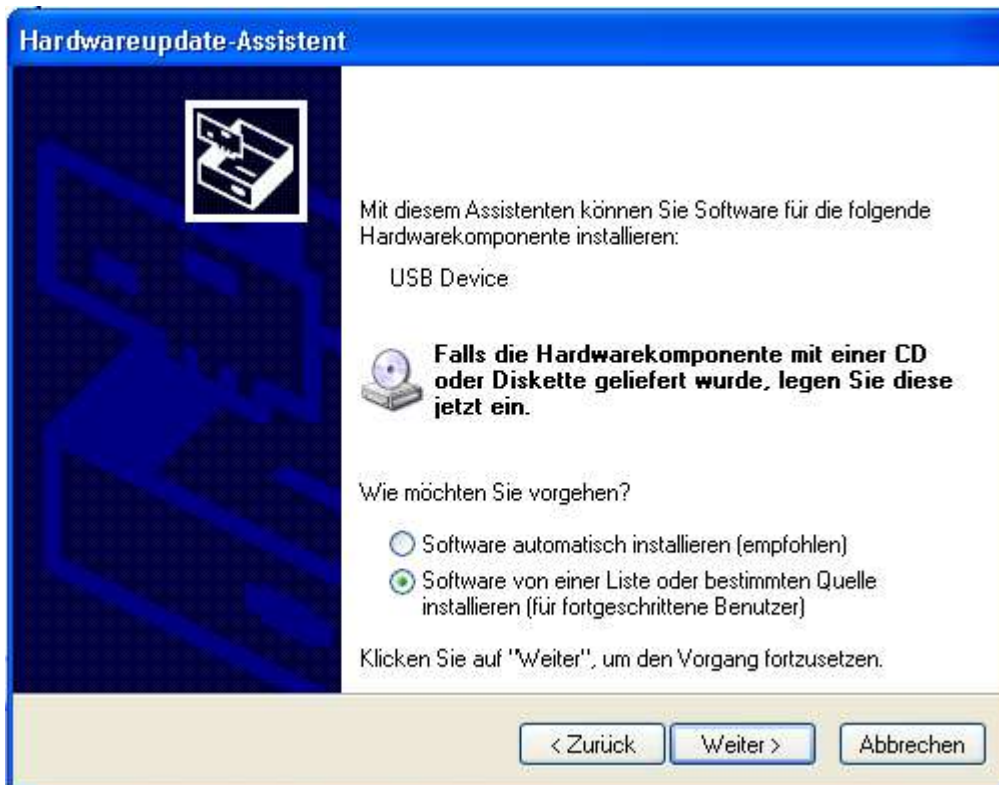 Hardwareupdate-Assistent
Mit diesem Assistenten können Sie Software für die folgende
Hardwarekomponente installieren:
USB Device
Falls die Hardwarekomponente mit einer CD
oder Diskette geliefert wurde, legen Sie diese
jetzt ein.
Wie möchten Sie vorgehen?
Software automatisch installieren (empfohlen)
Software von einer Liste oder bestimmten Quelle
installieren (für fortgeschrittene Benutzer)
Klicken Sie auf "Weiter", um den Vorgang fortzusetzen.
< Zurück Weiter > Abbrechen